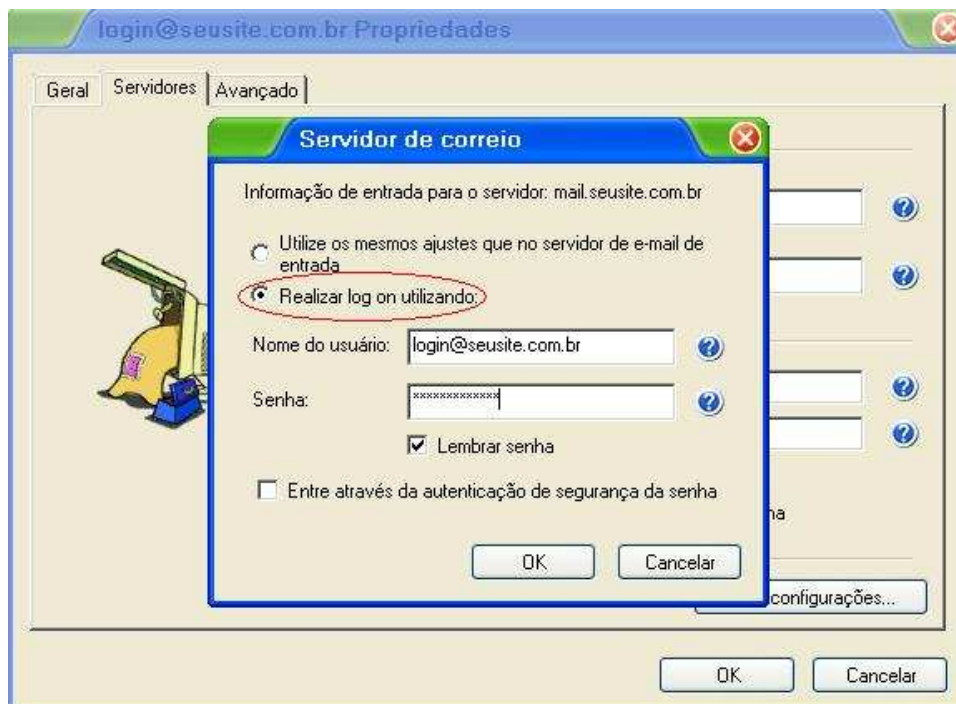 login@seusite.com.br Propriedades
Geral Servidores Avançado
Servidor de correio
Informação de entrada para o servidor: mail.seusite.com.br
Utilize os mesmos ajustes que no servidor de e-mail de
entrada
Realizar log on utilizando:
Nome do usuário: login@seusite.com.br
Senha: xxxxxxxxxxxxx
Lembrar senha
Entre através da autenticação de segurança da senha
OK Cancelar
configurações...
OK Cancelar